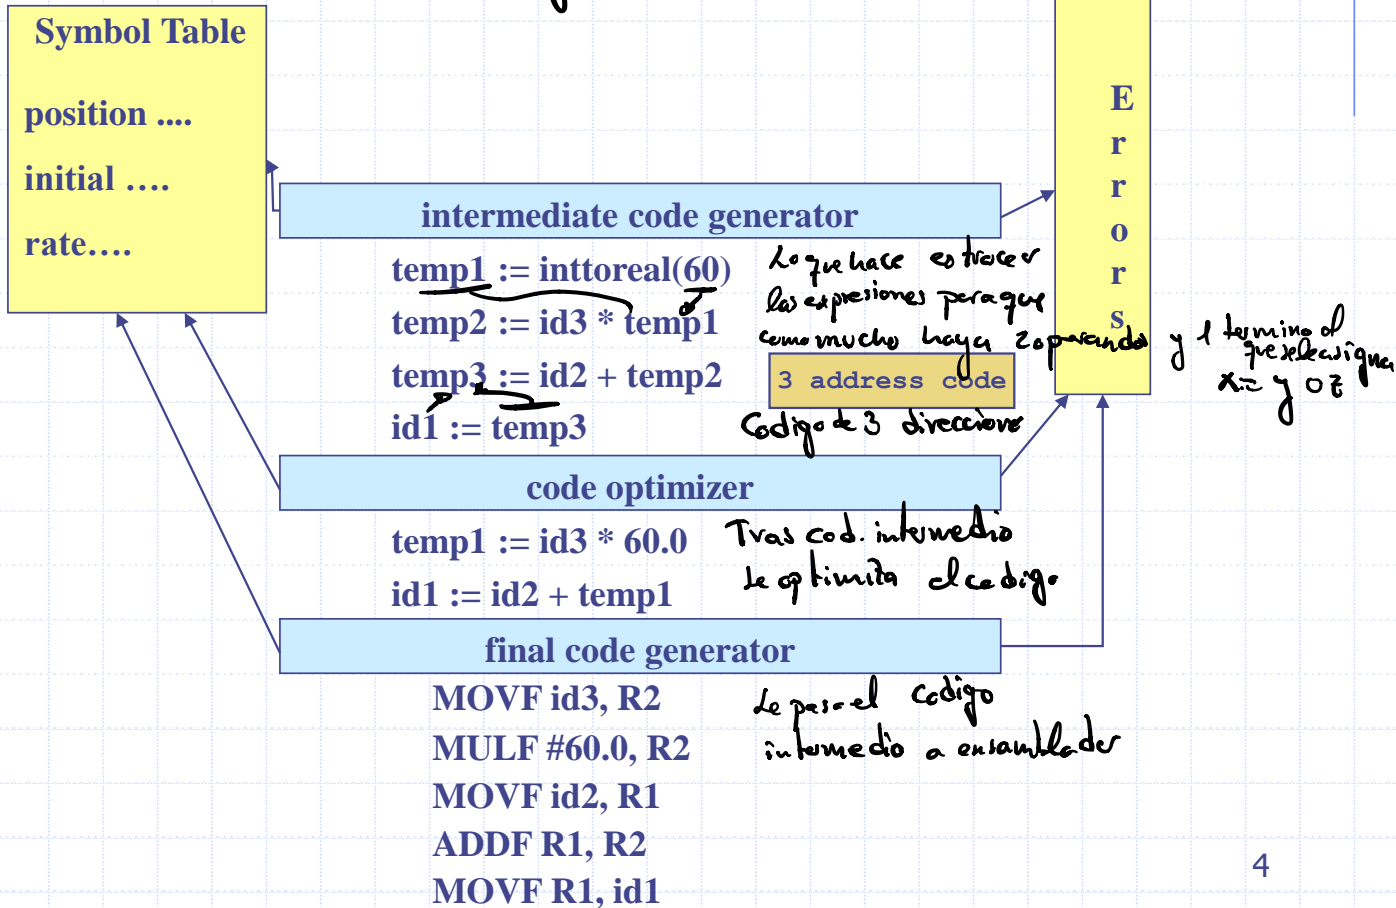 Symbol Table
position ....
initial ....
rate....
Errors
intermediate code generator
temp1 := inttoreal(60)
temp2 := id3 * temp1
temp3 := id2 + temp2
id1 := temp3
Lo que hace es trocear
las expresiones para que
como mucho haya 2 operandos y 1 termino al
que se le asigna
x = y o z
3 address code
Codigo de 3 direcciones
code optimizer
temp1 := id3 * 60.0
id1 := id2 + temp1
Tras cod. intermedio
se optimiza el codigo
final code generator
MOVF id3, R2
MULF #60.0, R2
MOVF id2, R1
ADDF R1, R2
MOVF R1, id1
Se pasa el codigo
intermedio a ensamblador
4